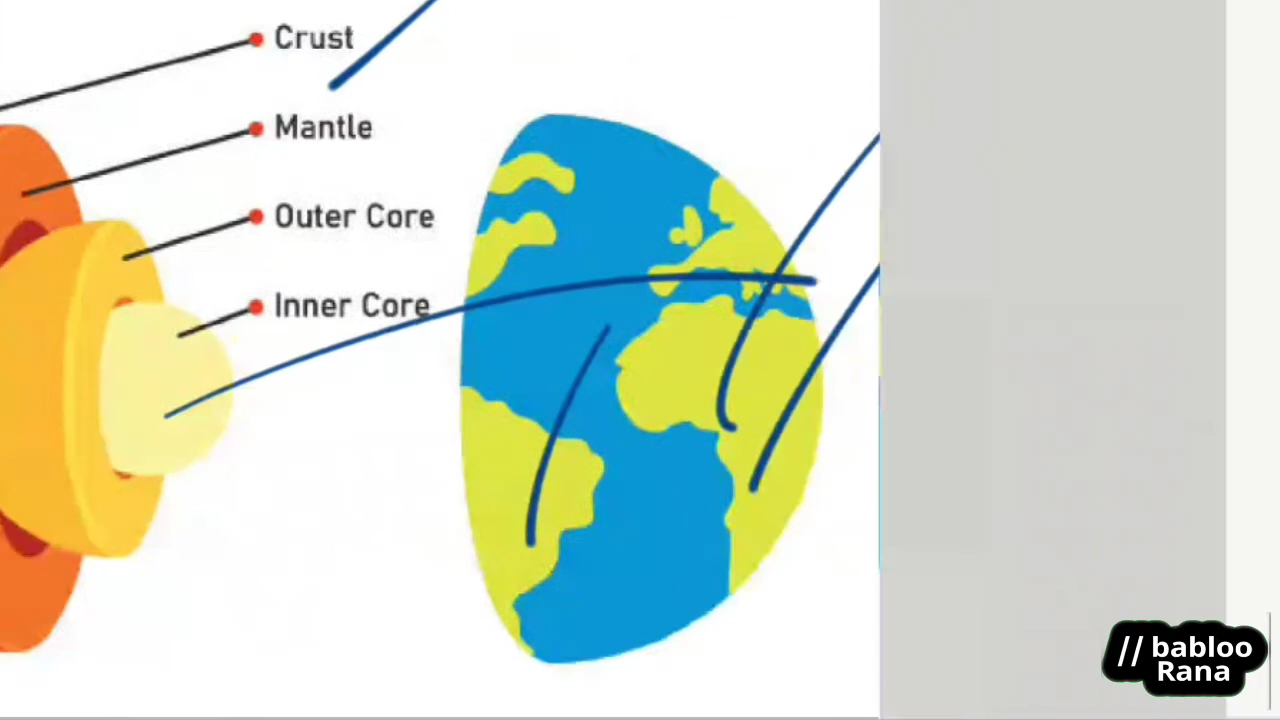 Crust
Mantle
Outer Core
Inner Core
// babloo
Rana